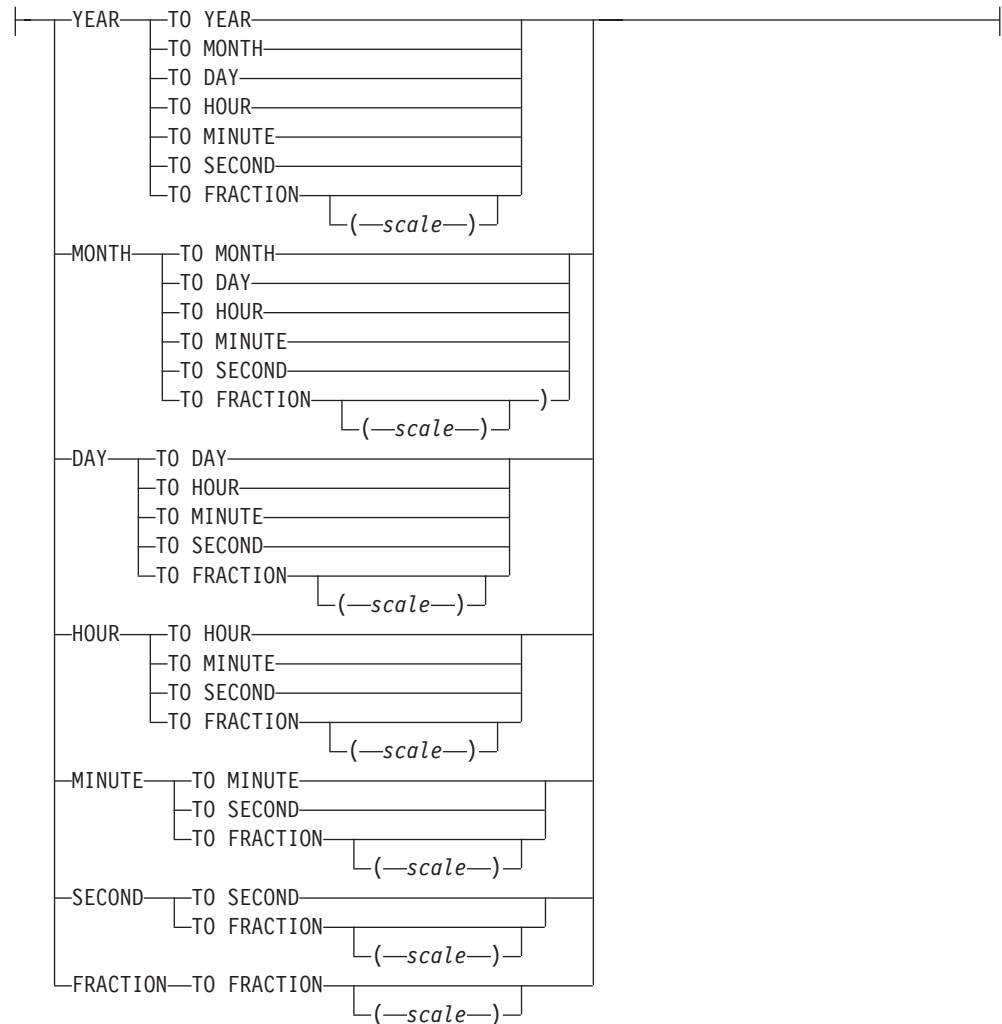 YEAR TO YEAR
TO MONTH
TO DAY
TO HOUR
TO MINUTE
TO SECOND
TO FRACTION
( scale )
MONTH TO MONTH
TO DAY
TO HOUR
TO MINUTE
TO SECOND
TO FRACTION )
( scale )
DAY TO DAY
TO HOUR
TO MINUTE
TO SECOND
TO FRACTION
( scale )
HOUR TO HOUR
TO MINUTE
TO SECOND
TO FRACTION
( scale )
MINUTE TO MINUTE
TO SECOND
TO FRACTION
( scale )
SECOND TO SECOND
TO FRACTION
( scale )
FRACTION TO FRACTION
( scale )